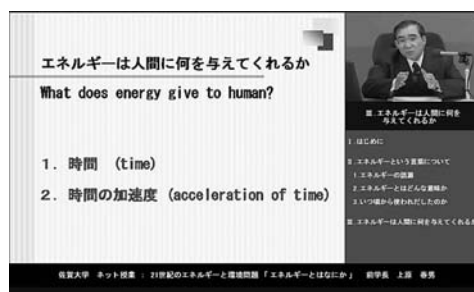 エネルギーは人間に何を与えてくれるか
What does energy give to human?
1. 時間 (time)
2. 時間の加速度 (acceleration of time)
Ⅲ.エネルギーは人間に何を
与えてくれるか
Ⅰ.はじめに
Ⅱ.エネルギーという言葉について
1.エネルギーの語源
2.エネルギーとはどんな意味か
3.いつ頃から使われだしたのか
Ⅲ.エネルギーは人間に何を与えてくれるか
佐賀大学 ネット授業 : 21世紀のエネルギーと環境問題「エネルギーとはなにか」 前学長 上原 春男